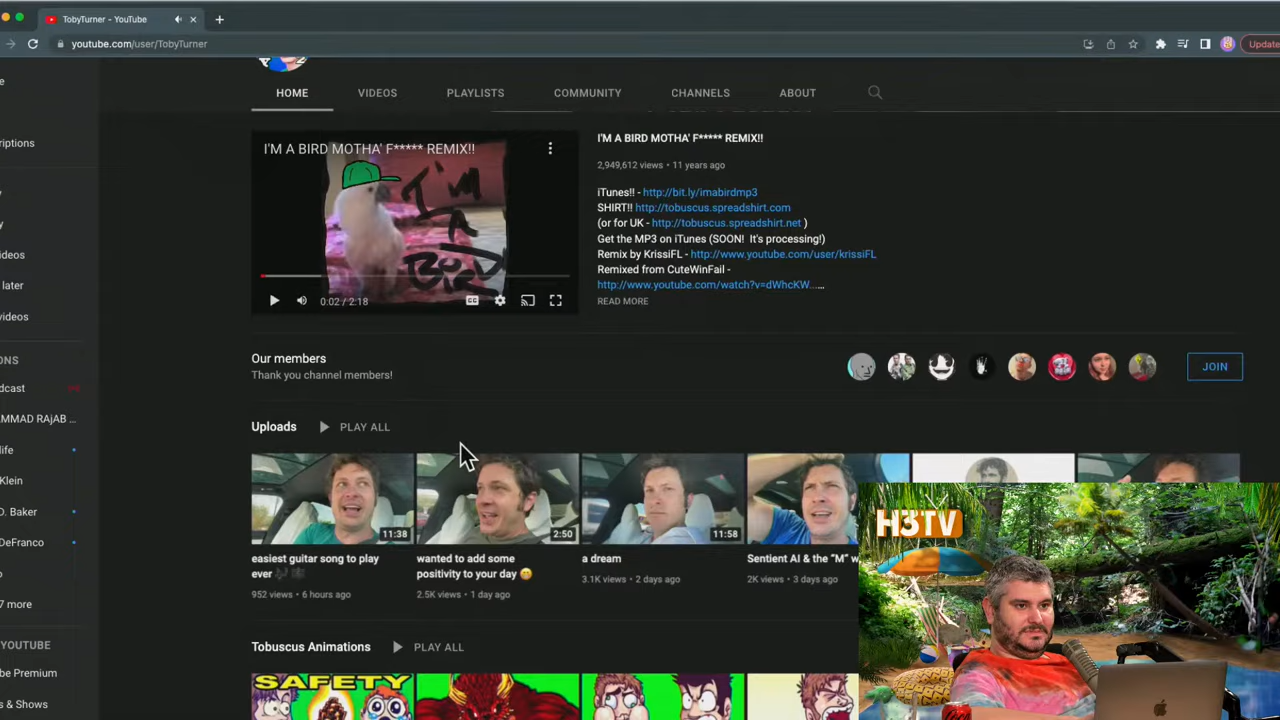 TobyTurner - YouTube
youtube.com/user/TobyTurner
Update
HOME VIDEOS PLAYLISTS COMMUNITY CHANNELS ABOUT
I'M A BIRD MOTHA' F***** REMIX!!
I'm
A
BIRD
0:02 / 2:18
I'M A BIRD MOTHA' F***** REMIX!!
2,949,612 views • 11 years ago
iTunes!! - http://bit.ly/imabirdmp3
SHIRT!! http://tobuscus.spreadshirt.com
(or for UK - http://tobuscus.spreadshirt.net )
Get the MP3 on iTunes (SOON! It's processing!)
Remix by KrissiFL - http://www.youtube.com/user/krissiFL
Remixed from CuteWinFail -
http://www.youtube.com/watch?v=dWhcKW...…
READ MORE
Our members
Thank you channel members!
JOIN
Uploads PLAY ALL
11:38
easiest guitar song to play
ever
952 views • 6 hours ago
2:50
wanted to add some
positivity to your day 😁
2.5K views • 1 day ago
11:58
a dream
3.1K views • 2 days ago
Sentient AI & the “M” w
2K views • 3 days ago
Tobuscus Animations PLAY ALL
SAFETY
e
riptions
y
y
ideos
later
videos
ONS
dcast
AMMAD RAjAB ...
life
Klein
D. Baker
DeFranco
o
7 more
YOUTUBE
be Premium
s & Shows
H3TV